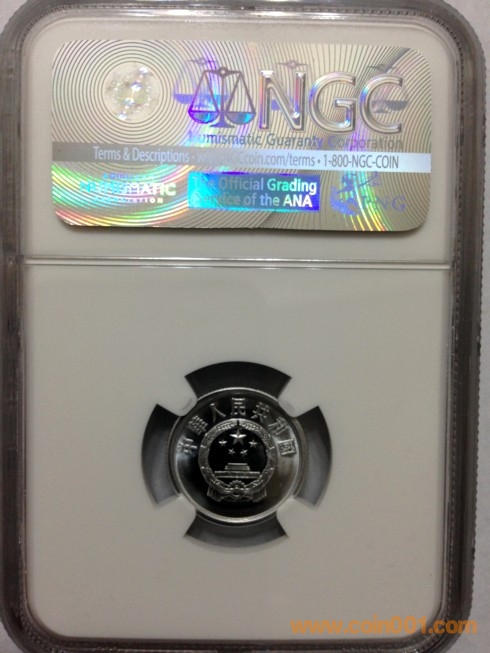 NGC
Numismatic Guaranty Corporation
Terms & Descriptions • www.NGCcoin.com/terms • 1-800-NGC-COIN
The Official Grading
Service of the ANA
中华人民共和国
www.coin001.com